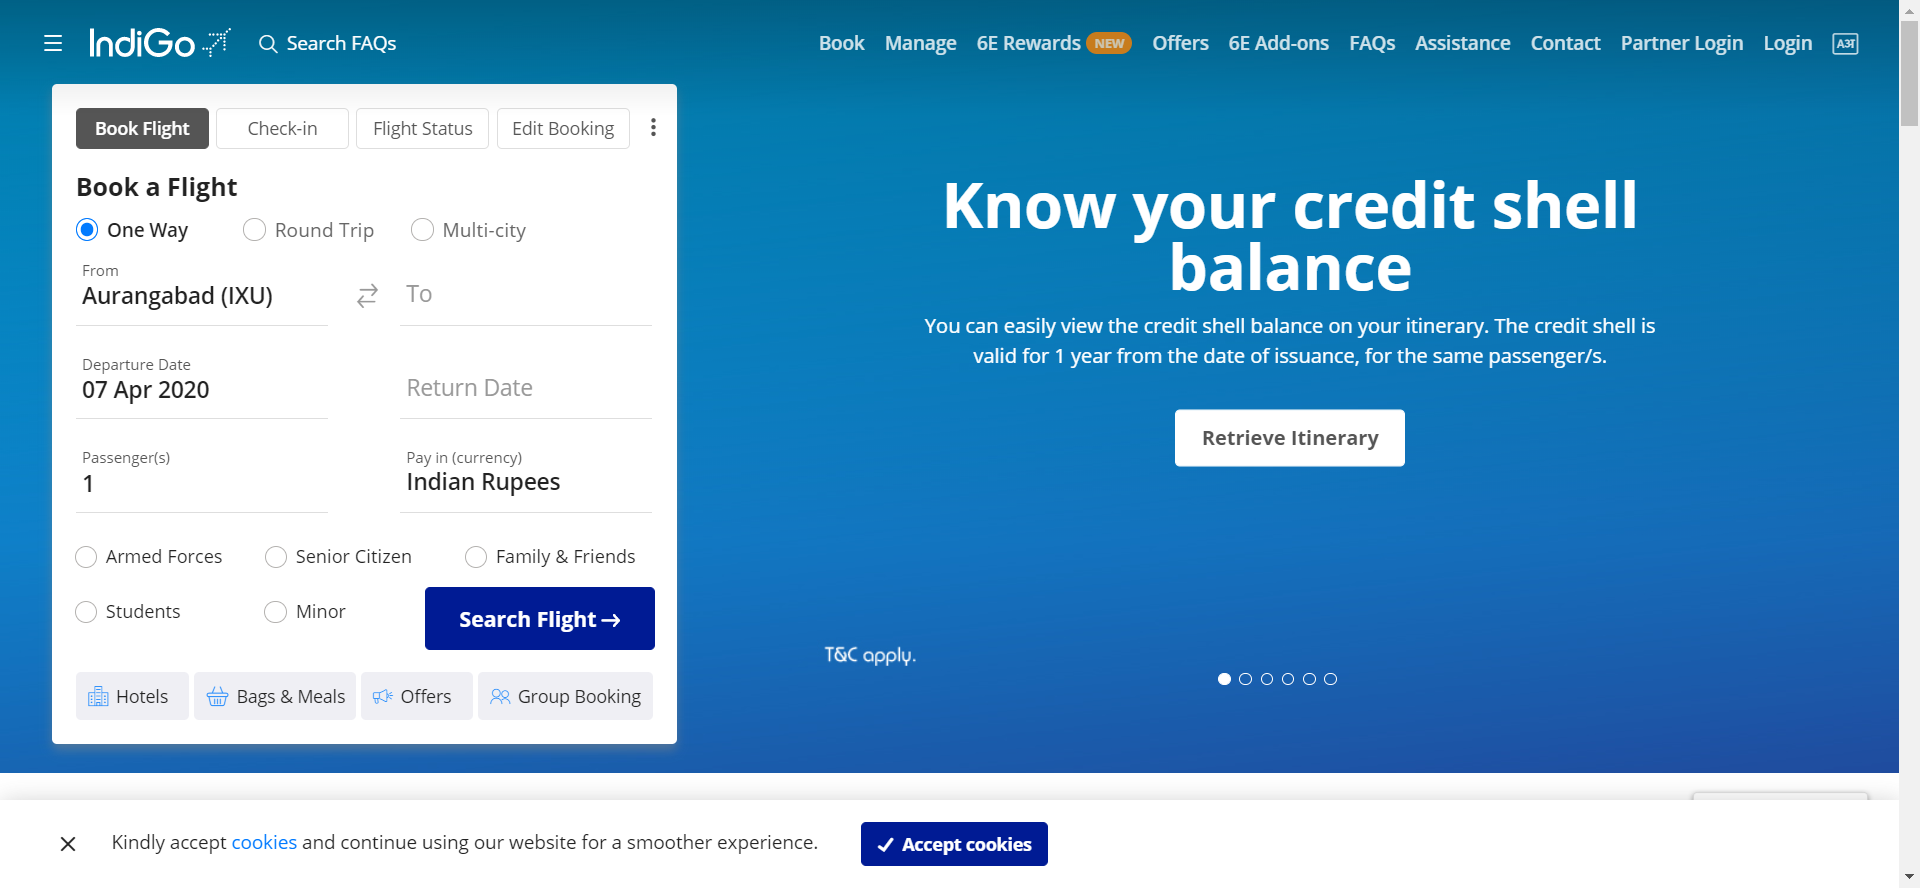 IndiGo
Search FAQs
Book Manage 6E Rewards NEW Offers 6E Add-ons FAQs Assistance Contact Partner Login Login
Book Flight Check-in Flight Status Edit Booking
Book a Flight
One Way Round Trip Multi-city
From
Aurangabad (IXU)
To
Departure Date
07 Apr 2020
Return Date
Passenger(s)
1
Pay in (currency)
Indian Rupees
Armed Forces Senior Citizen Family & Friends
Students Minor
Search Flight
Hotels Bags & Meals Offers Group Booking
Know your credit shell
balance
You can easily view the credit shell balance on your itinerary. The credit shell is
valid for 1 year from the date of issuance, for the same passenger/s.
Retrieve Itinerary
T&C apply.
Kindly accept cookies and continue using our website for a smoother experience.
Accept cookies